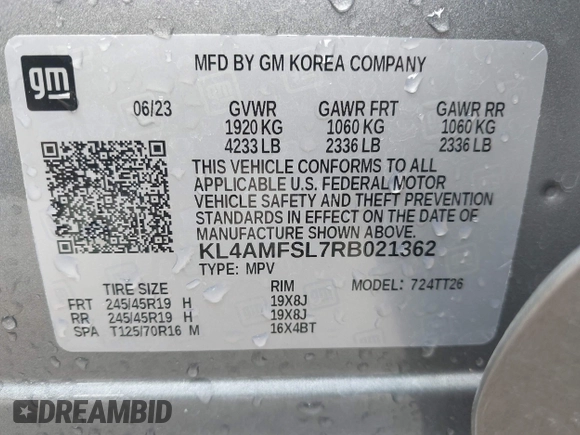 gm
MFD BY GM KOREA COMPANY
06/23 GVWR GAWR FRT GAWR RR
1920 KG 1060 KG 1060 KG
4233 LB 2336 LB 2336 LB
THIS VEHICLE CONFORMS TO ALL
APPLICABLE U.S. FEDERAL MOTOR
VEHICLE SAFETY AND THEFT PREVENTION
STANDARDS IN EFFECT ON THE DATE OF
MANUFACTURE SHOWN ABOVE.
KL4AMFSL7RB021362
TYPE: MPV MODEL: 724TT26
TIRE SIZE RIM
FRT 245/45R19 H 19X8J
RR 245/45R19 H 19X8J
SPA T125/70R16 M 16X4BT
DREAMBID